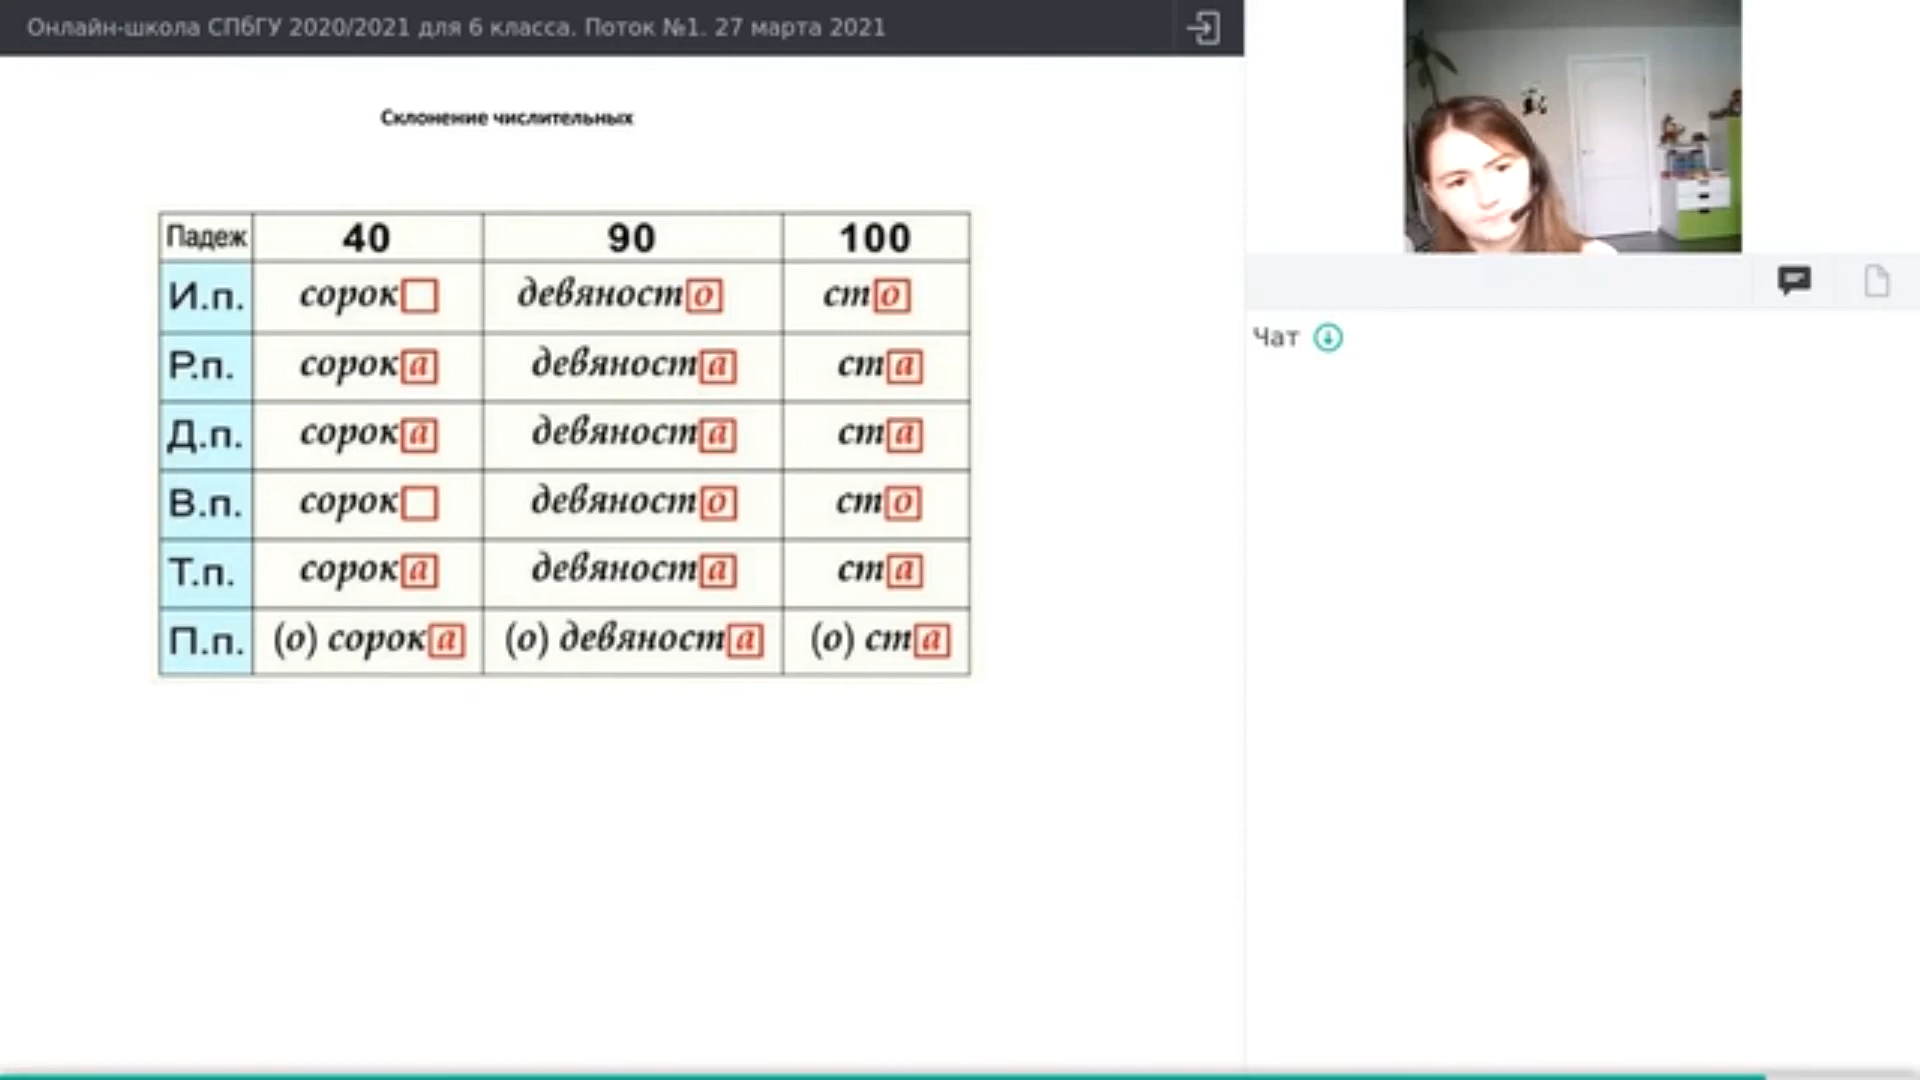 Онлайн-школа СПбГУ 2020/2021 для 6 класса. Поток №1. 27 марта 2021
Склонение числительных
Падеж 40 90 100
И.п. сорок девяносто сто
Р.п. сорока девяноста ста
Д.п. сорока девяноста ста
В.п. сорок девяносто сто
Т.п. сорока девяноста ста
П.п. (о) сорока (о) девяноста (о) ста
Чат